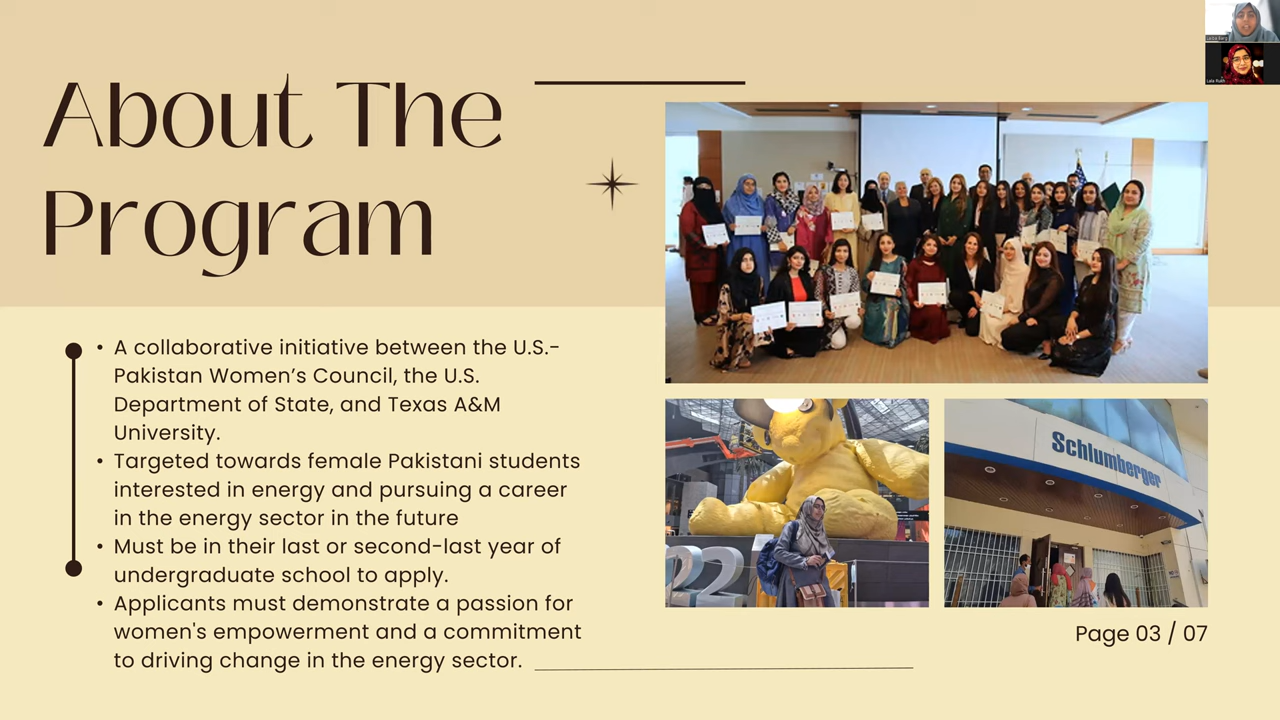 About The
Program
• A collaborative initiative between the U.S.-
Pakistan Women’s Council, the U.S.
Department of State, and Texas A&M
University.
• Targeted towards female Pakistani students
interested in energy and pursuing a career
in the energy sector in the future
• Must be in their last or second-last year of
undergraduate school to apply.
• Applicants must demonstrate a passion for
women's empowerment and a commitment
to driving change in the energy sector.
22
Schlumberger
Page 03 / 07